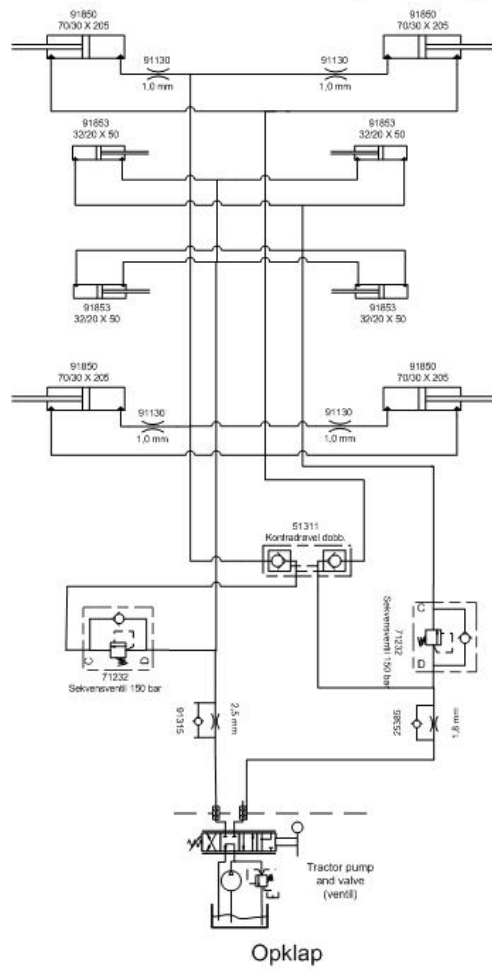 91850
70/30 X 205
91850
70/30 X 205
91130
91130
1,0 mm
1,0 mm
91853
32/20 X 50
91853
32/20 X 50
91853
32/20 X 50
91853
32/20 X 50
91850
70/30 X 205
91850
70/30 X 205
91130
91130
1,0 mm
1,0 mm
51311
Kontradrøvel dobb.
C
D
71232
Sekvensventil 150 bar
C
D
71232
Sekvensventil 150 bar
91315
2,5 mm
25385
1,8 mm
Tractor pump
and valve
(ventil)
Opklap